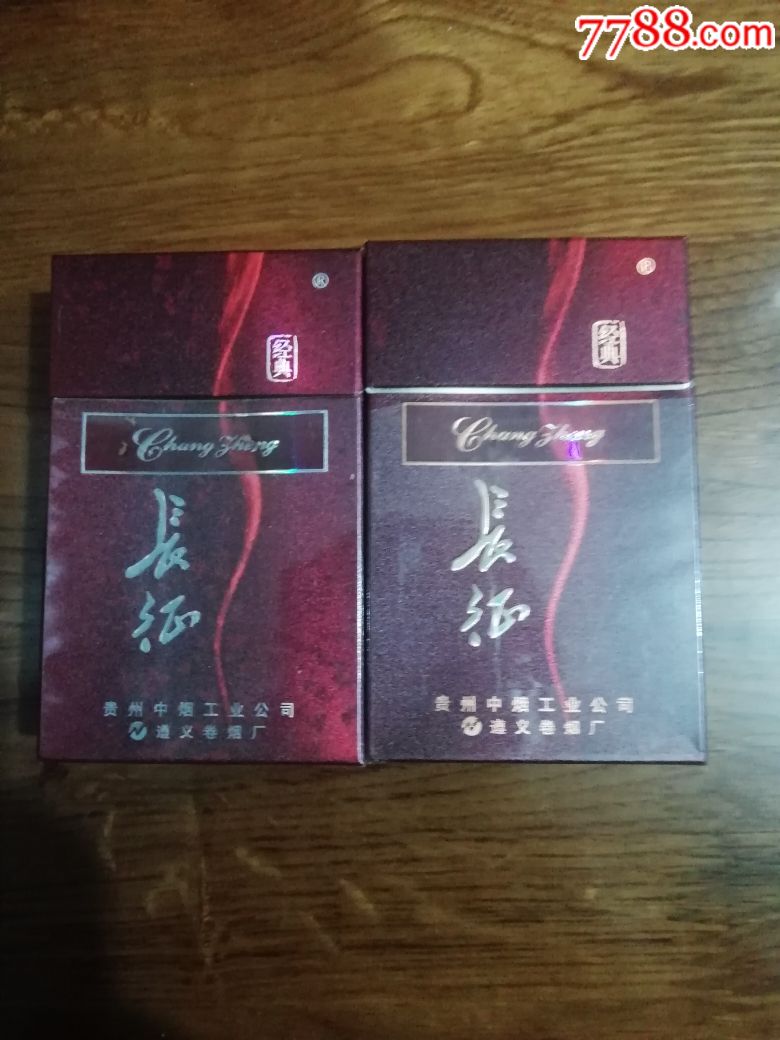 7788.com
®
经典
Chang Zheng
長征
贵州中烟工业公司
遵义卷烟厂
®
经典
Chang Zheng
長征
贵州中烟工业公司
遵义卷烟厂